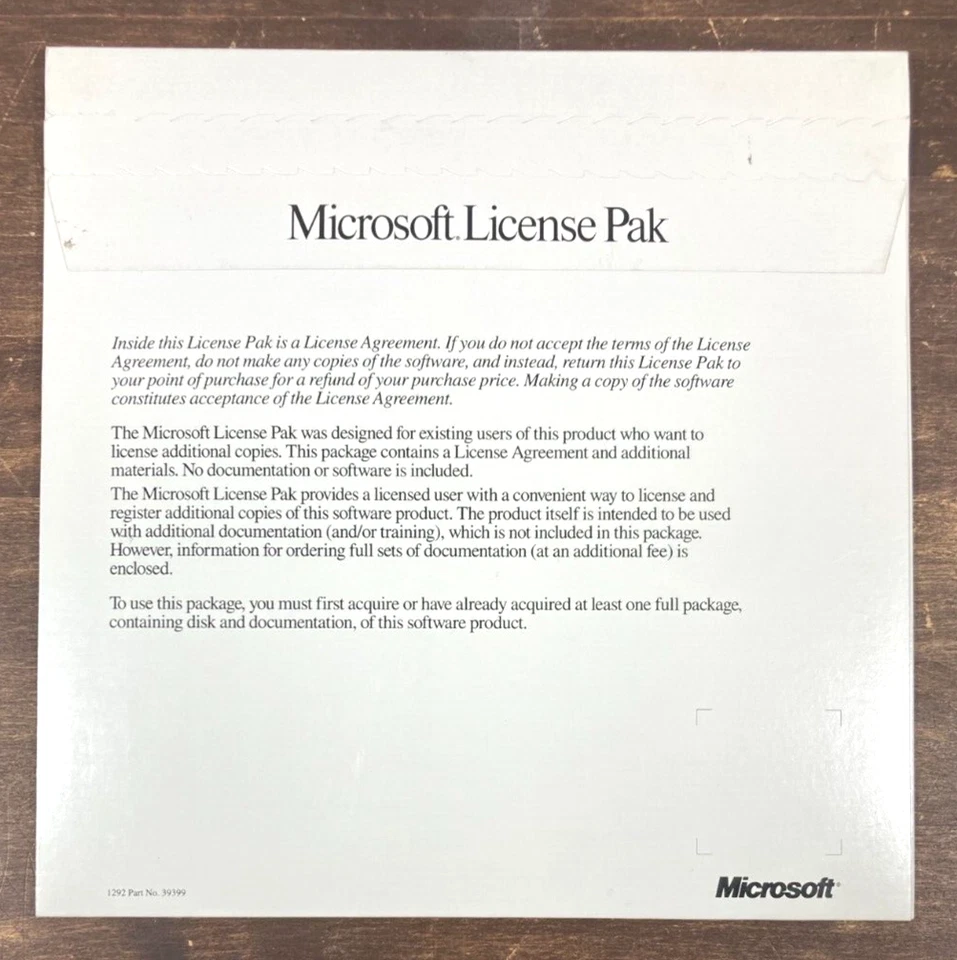 Microsoft® License Pak
Inside this License Pak is a License Agreement. If you do not accept the terms of the License
Agreement, do not make any copies of the software, and instead, return this License Pak to
your point of purchase for a refund of your purchase price. Making a copy of the software
constitutes acceptance of the License Agreement.
The Microsoft License Pak was designed for existing users of this product who want to
license additional copies. This package contains a License Agreement and additional
materials. No documentation or software is included.
The Microsoft License Pak provides a licensed user with a convenient way to license and
register additional copies of this software product. The product itself is intended to be used
with additional documentation (and/or training), which is not included in this package.
However, information for ordering full sets of documentation (at an additional fee) is
enclosed.
To use this package, you must first acquire or have already acquired at least one full package,
containing disk and documentation, of this software product.
1292 Part No. 39399
Microsoft®